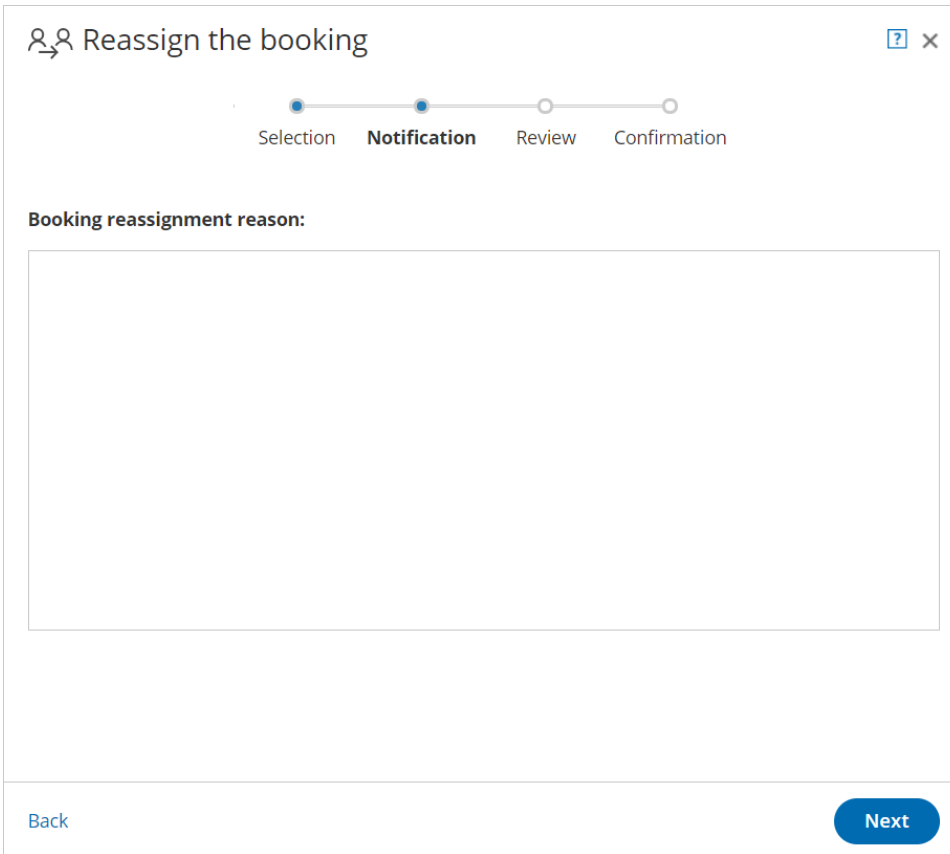 Reassign the booking
?
Selection Notification Review Confirmation
Booking reassignment reason:
Back Next